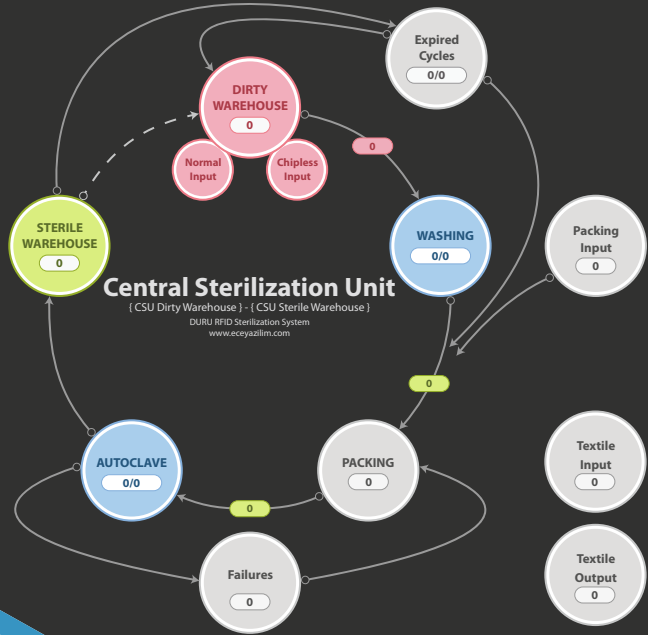 Expired
Cycles
0/0
DIRTY
WAREHOUSE
0
Normal
Input
Chipless
Input
0
STERILE
WAREHOUSE
0
WASHING
0/0
Packing
Input
0
Central Sterilization Unit
{ CSU Dirty Warehouse } - { CSU Sterile Warehouse }
DURU RFID Sterilization System
www.eceyazilim.com
0
AUTOCLAVE
0/0
PACKING
0
0
Textile
Input
0
Failures
0
Textile
Output
0